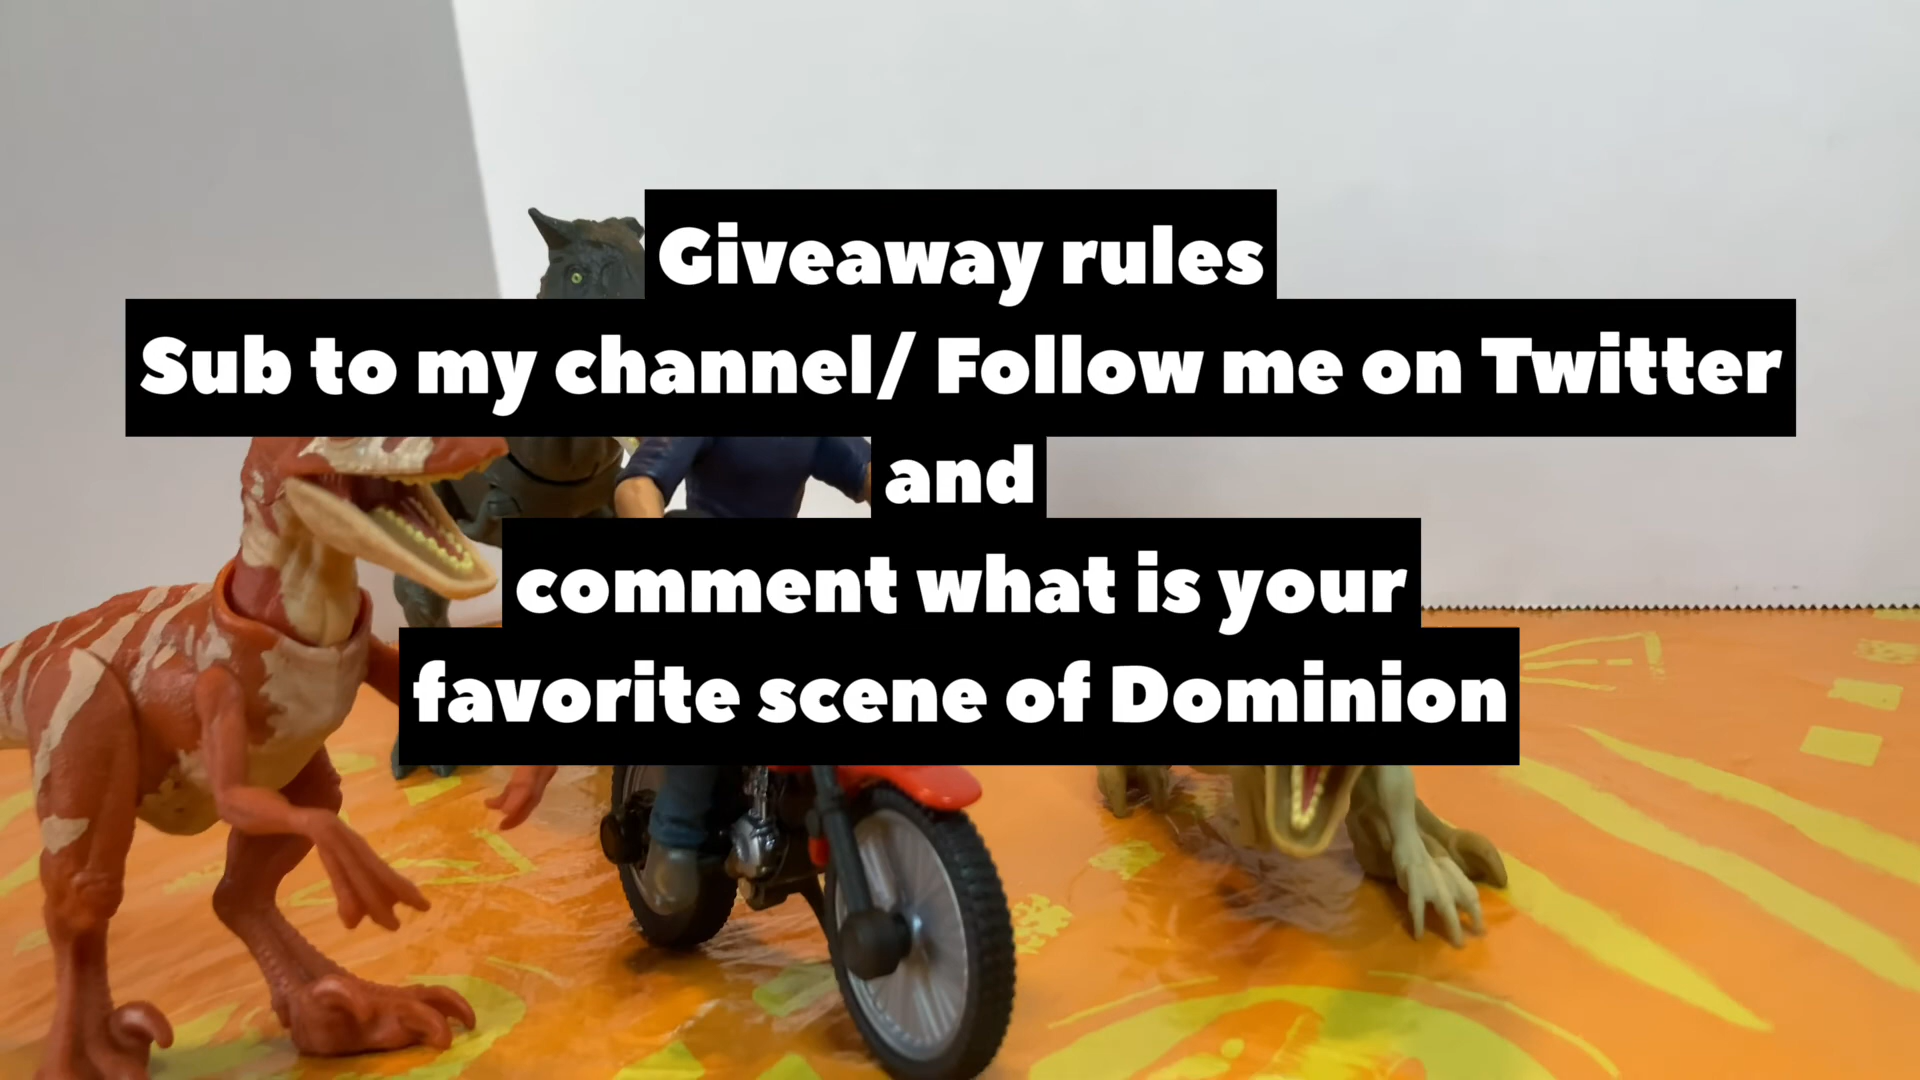 Giveaway rules
Sub to my channel/ Follow me on Twitter
and
comment what is your
favorite scene of Dominion